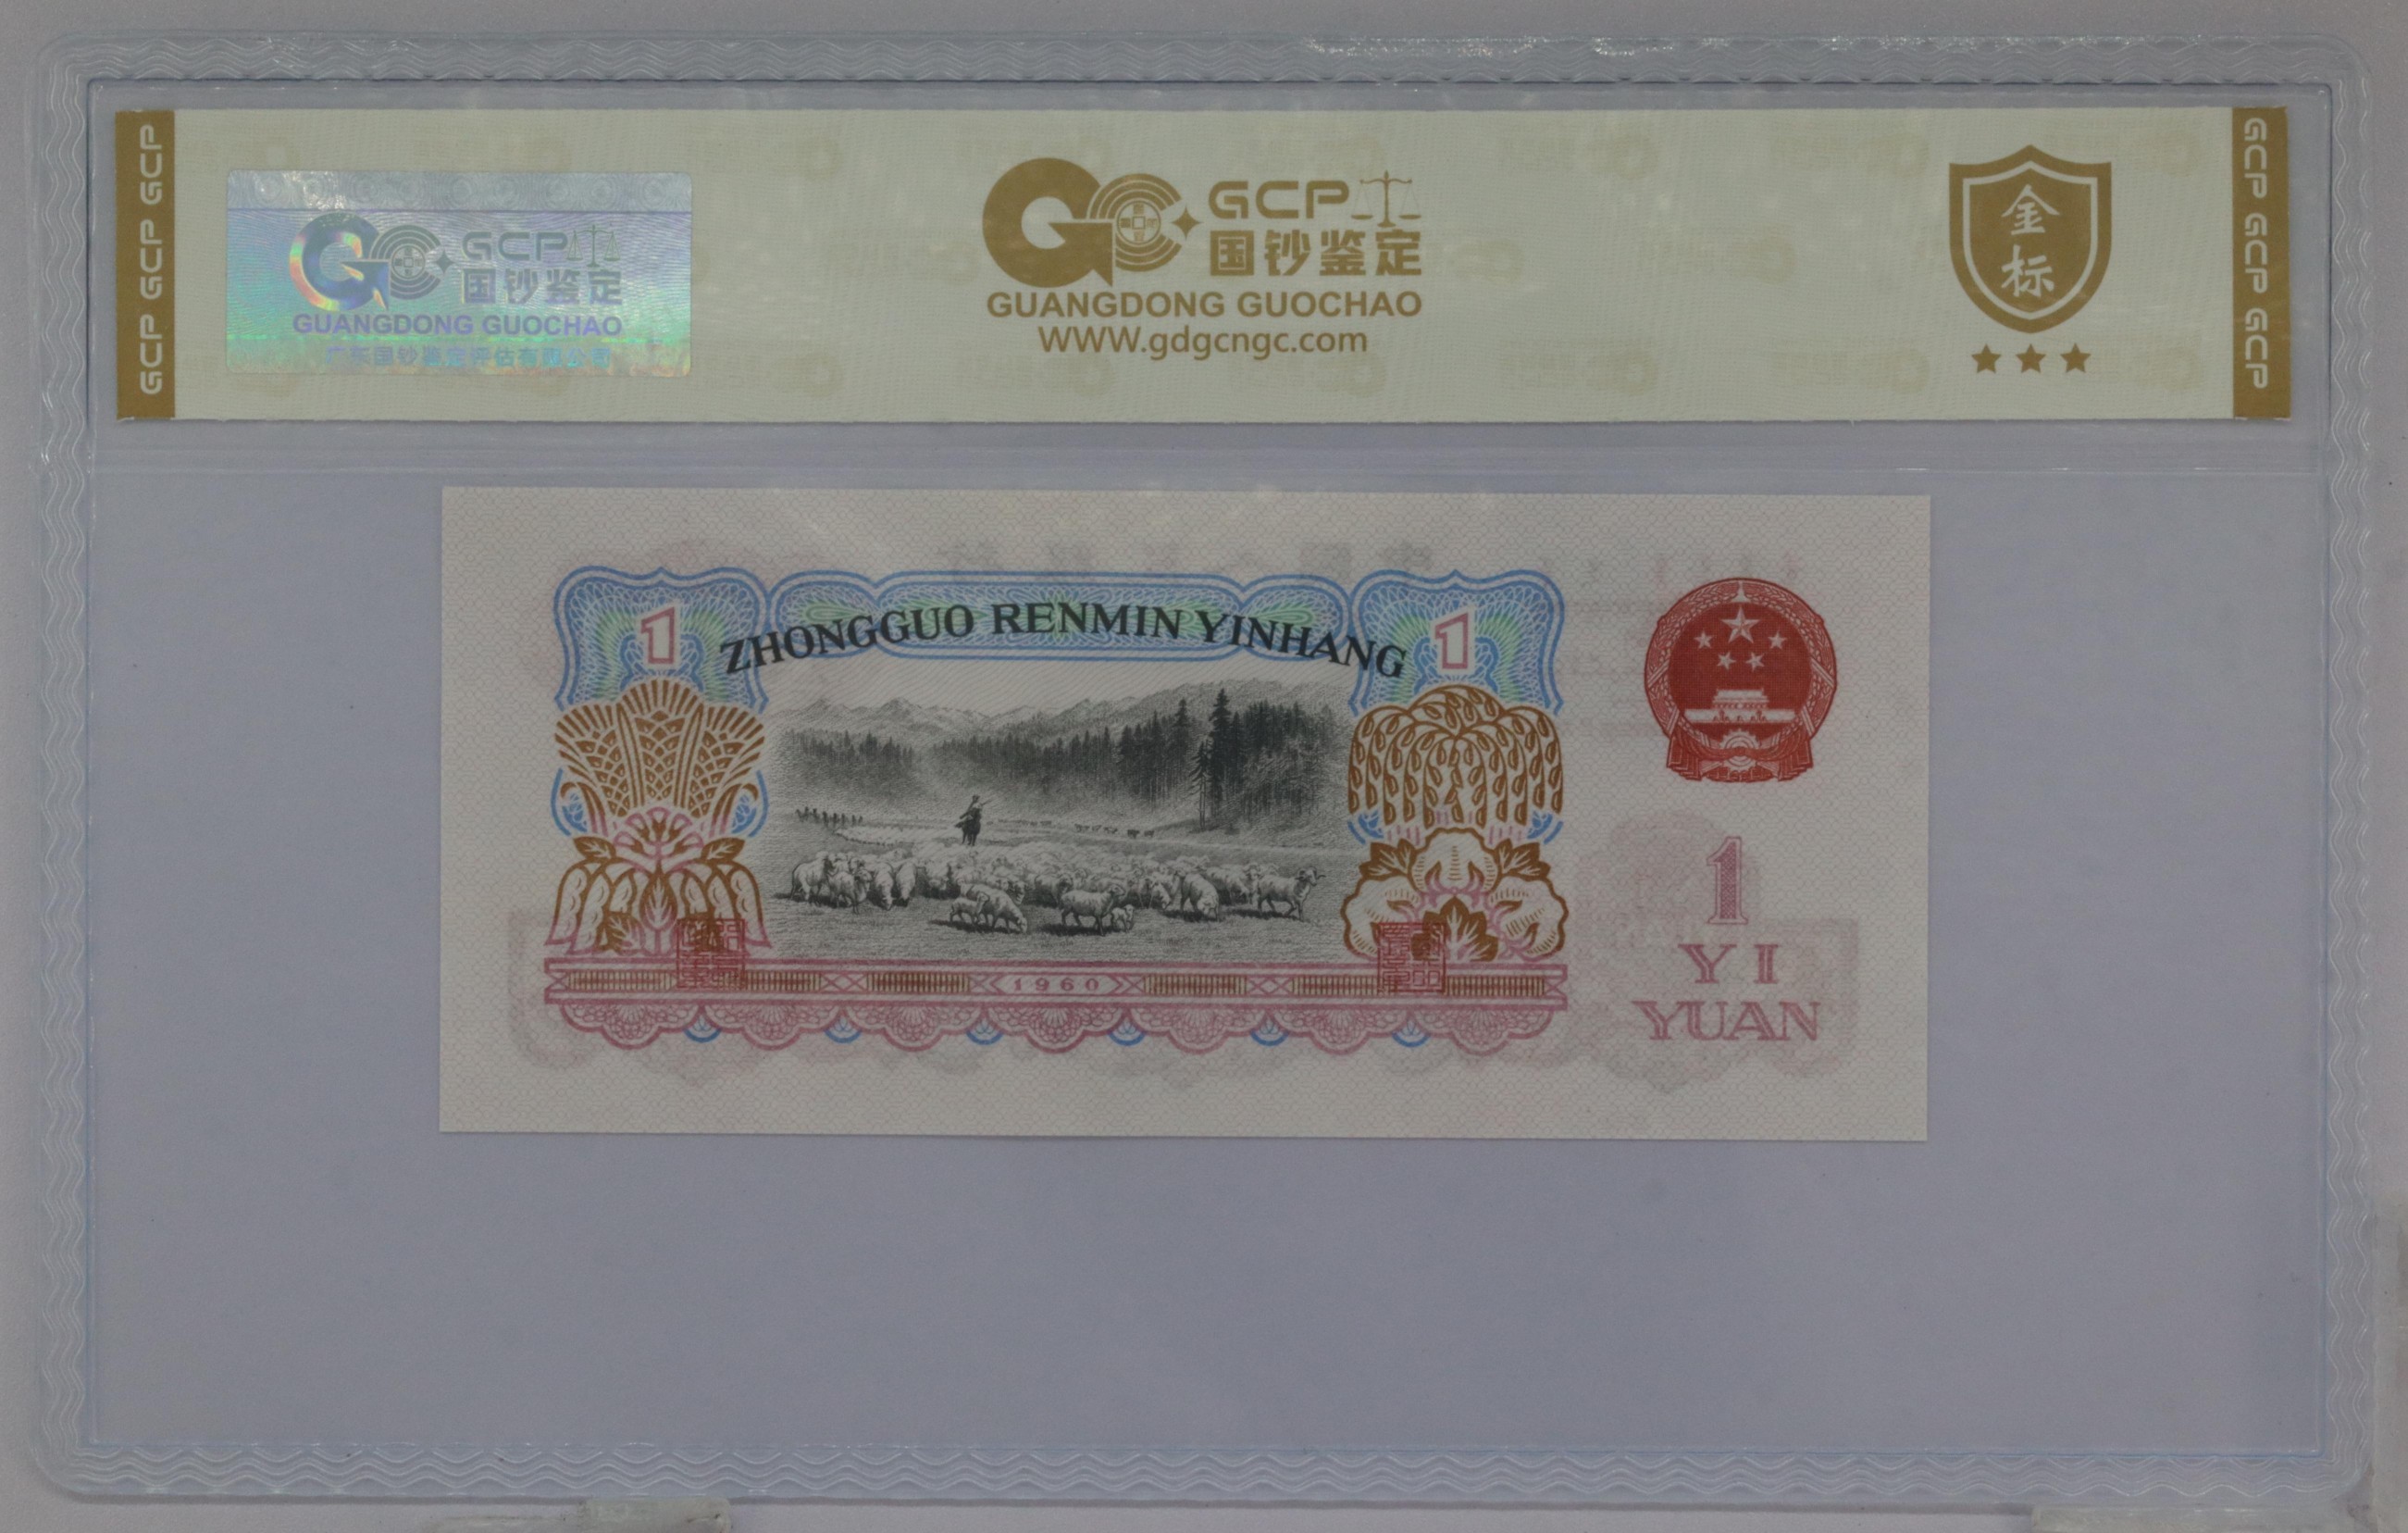 GCP GCP GCP
GCP
国钞鉴定
GUANGDONG GUOCHAO
广东国钞鉴定评估有限公司
GCP
国钞鉴定
GUANGDONG GUOCHAO
WWW.gdgcngc.com
金
标
GCP GCP GCP
1
ZHONGGUO RENMIN YINHANG
1
1960
1
YI
YUAN